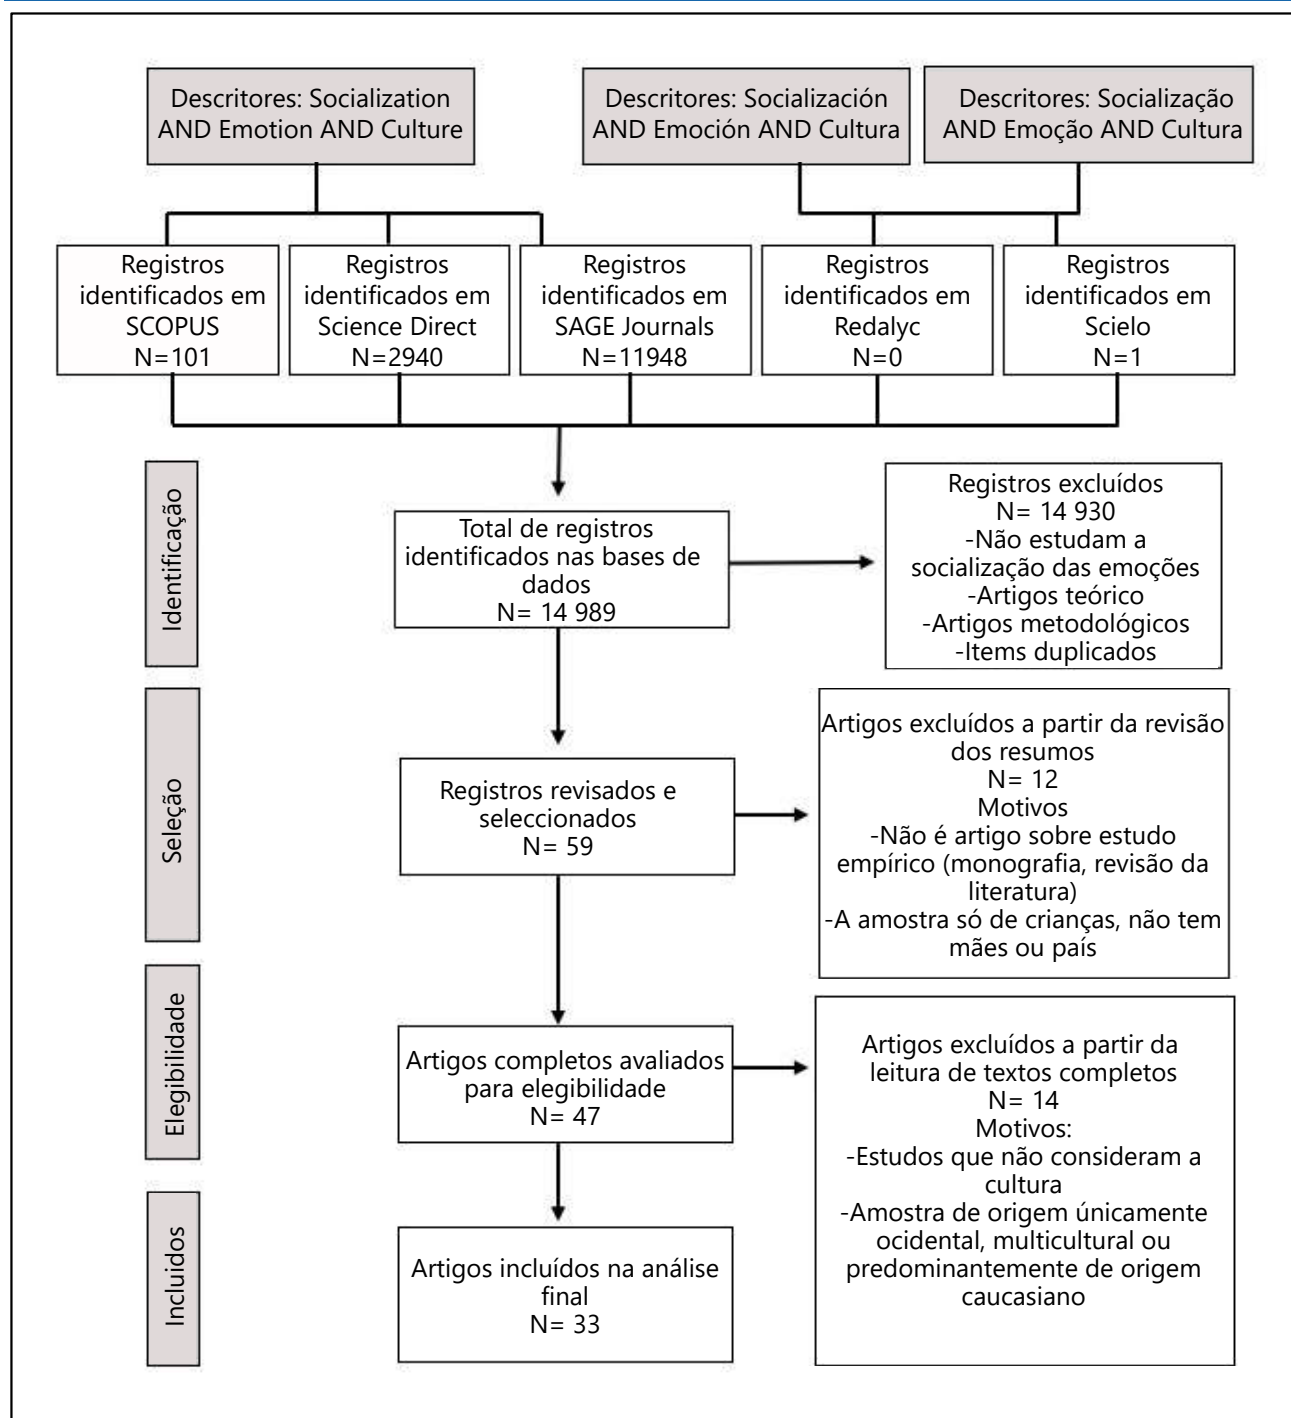 Descritores: Socialization
AND Emotion AND Culture
Descritores: Socialización
AND Emoción AND Cultura
Descritores: Socialização
AND Emoção AND Cultura
Registros
identificados em
SCOPUS
N=101
Registros
identificados em
Science Direct
N=2940
Registros
identificados em
SAGE Journals
N=11948
Registros
identificados em
Redalyc
N=0
Registros
identificados em
Scielo
N=1
Identificação
Total de registros
identificados nas bases de
dados
N= 14 989
Registros excluídos
N= 14 930
-Não estudam a
socialização das emoções
-Artigos teórico
-Artigos metodológicos
-Items duplicados
Seleção
Registros revisados e
seleccionados
N= 59
Artigos excluídos a partir da revisão
dos resumos
N= 12
Motivos
-Não é artigo sobre estudo
empírico (monografia, revisão da
literatura)
-A amostra só de crianças, não tem
mães ou país
Elegibilidade
Artigos completos avaliados
para elegibilidade
N= 47
Artigos excluídos a partir da
leitura de textos completos
N= 14
Motivos:
-Estudos que não consideram a
cultura
-Amostra de origem únicamente
ocidental, multicultural ou
predominantemente de origem
caucasiano
Incluidos
Artigos incluídos na análise
final
N= 33